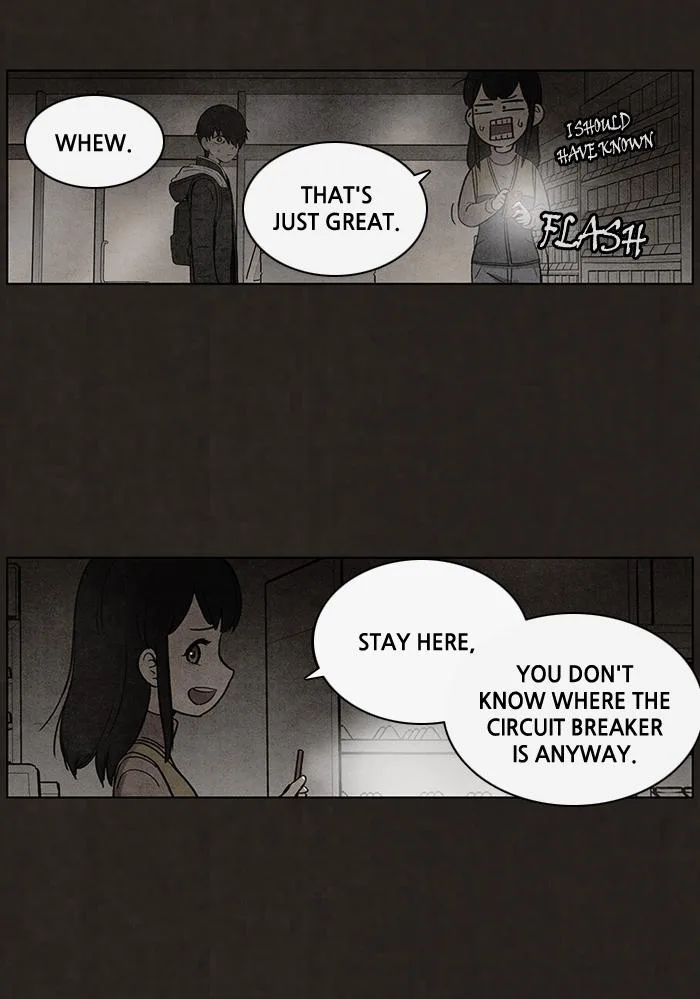 WHEW.
THAT'S
JUST GREAT.
I SHOULD
HAVE KNOWN
FLASH
STAY HERE,
YOU DON'T
KNOW WHERE THE
CIRCUIT BREAKER
IS ANYWAY.